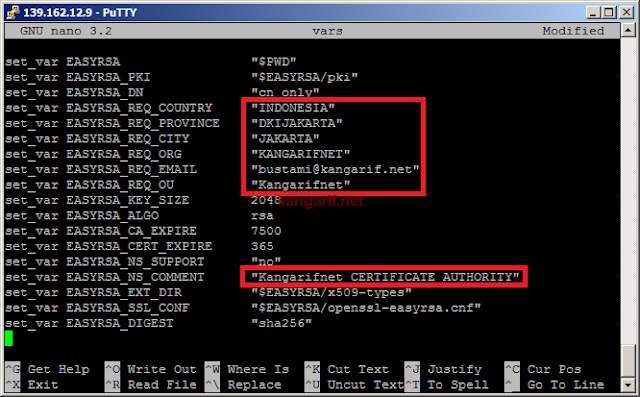 139.162.12.9 - PuTTY
GNU nano 3.2 vars Modified
set_var EASYRSA "$PWD"
set_var EASYRSA_PKI "$EASYRSA/pki"
set_var EASYRSA_DN "cn_only"
set_var EASYRSA_REQ_COUNTRY "INDONESIA"
set_var EASYRSA_REQ_PROVINCE "DKIJAKARTA"
set_var EASYRSA_REQ_CITY "JAKARTA"
set_var EASYRSA_REQ_ORG "KANGARIFNET"
set_var EASYRSA_REQ_EMAIL "bustami@kangarif.net"
set_var EASYRSA_REQ_OU "Kangarifnet"
set_var EASYRSA_KEY_SIZE 2048
kangarif.net
set_var EASYRSA_ALGO rsa
set_var EASYRSA_CA_EXPIRE 7500
set_var EASYRSA_CERT_EXPIRE 365
set_var EASYRSA_NS_SUPPORT "no"
set_var EASYRSA_NS_COMMENT "Kangarifnet CERTIFICATE AUTHORITY"
set_var EASYRSA_EXT_DIR "$EASYRSA/x509-types"
set_var EASYRSA_SSL_CONF "$EASYRSA/openssl-easyrsa.cnf"
set_var EASYRSA_DIGEST "sha256"
^G Get Help ^O Write Out ^W Where Is ^K Cut Text ^J Justify ^C Cur Pos
^X Exit ^R Read File ^\ Replace ^U Uncut Text ^T To Spell ^_ Go To Line